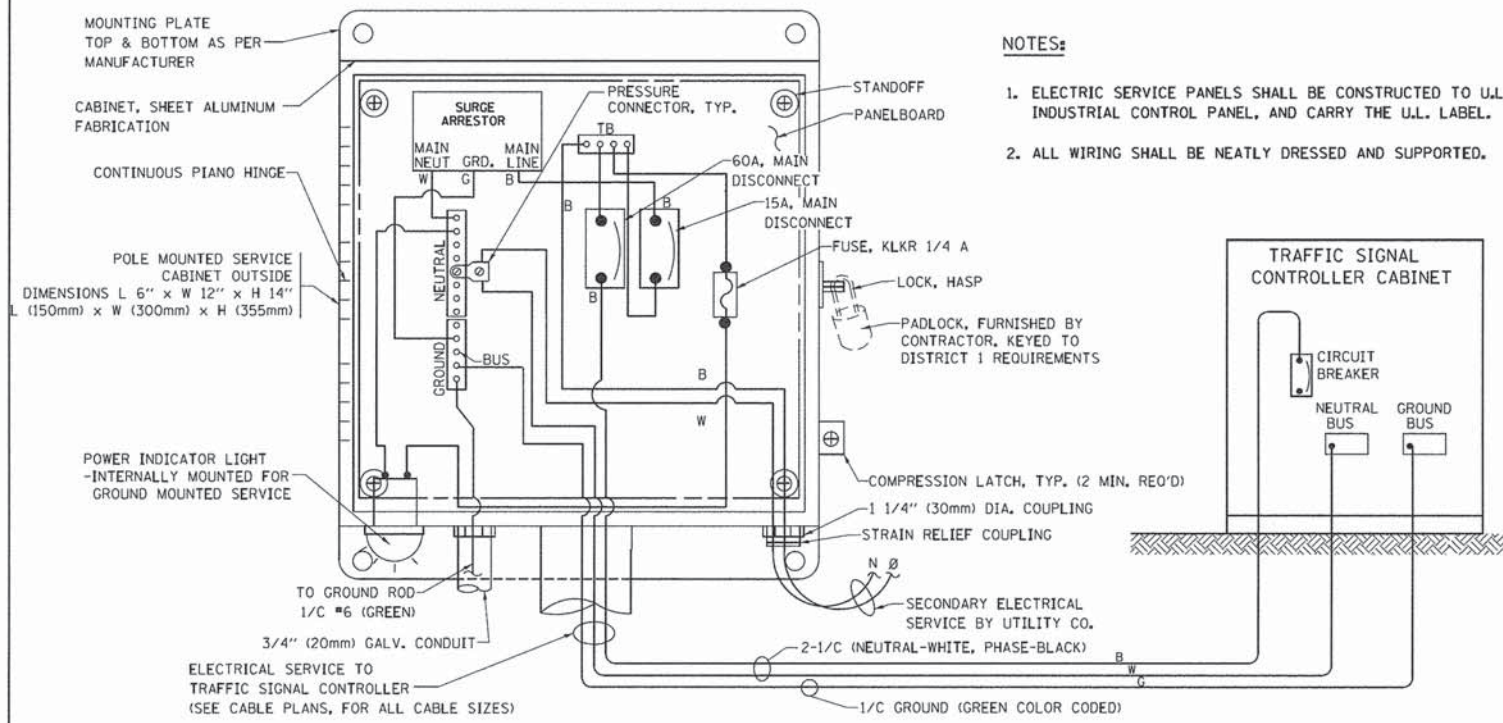 MOUNTING PLATE
TOP & BOTTOM AS PER
MANUFACTURER
CABINET, SHEET ALUMINUM
FABRICATION
CONTINUOUS PIANO HINGE
POLE MOUNTED SERVICE
CABINET OUTSIDE
DIMENSIONS L 6" x W 12" x H 14"
L (150mm) x W (300mm) x H (355mm)
POWER INDICATOR LIGHT
-INTERNALLY MOUNTED FOR
GROUND MOUNTED SERVICE
SURGE
ARRESTOR
MAIN
NEUT
GRD.
MAIN
LINE
W
G
B
PRESSURE
CONNECTOR, TYP.
TB
STANDOFF
PANELBOARD
60A, MAIN
DISCONNECT
15A, MAIN
DISCONNECT
B
B
B
FUSE, KLKR 1/4 A
NEUTRAL
GROUND
BUS
LOCK, HASP
PADLOCK, FURNISHED BY
CONTRACTOR, KEYED TO
DISTRICT 1 REQUIREMENTS
B
W
COMPRESSION LATCH, TYP. (2 MIN. REQ'D)
1 1/4" (30mm) DIA. COUPLING
STRAIN RELIEF COUPLING
N Ø
SECONDARY ELECTRICAL
SERVICE BY UTILITY CO.
TO GROUND ROD
1/C #6 (GREEN)
3/4" (20mm) GALV. CONDUIT
ELECTRICAL SERVICE TO
TRAFFIC SIGNAL CONTROLLER
(SEE CABLE PLANS, FOR ALL CABLE SIZES)
2-1/C (NEUTRAL-WHITE, PHASE-BLACK)
1/C GROUND (GREEN COLOR CODED)
B
W
G
NOTES:
1. ELECTRIC SERVICE PANELS SHALL BE CONSTRUCTED TO U.L
INDUSTRIAL CONTROL PANEL, AND CARRY THE U.L. LABEL.
2. ALL WIRING SHALL BE NEATLY DRESSED AND SUPPORTED.
TRAFFIC SIGNAL
CONTROLLER CABINET
CIRCUIT
BREAKER
NEUTRAL
BUS
GROUND
BUS